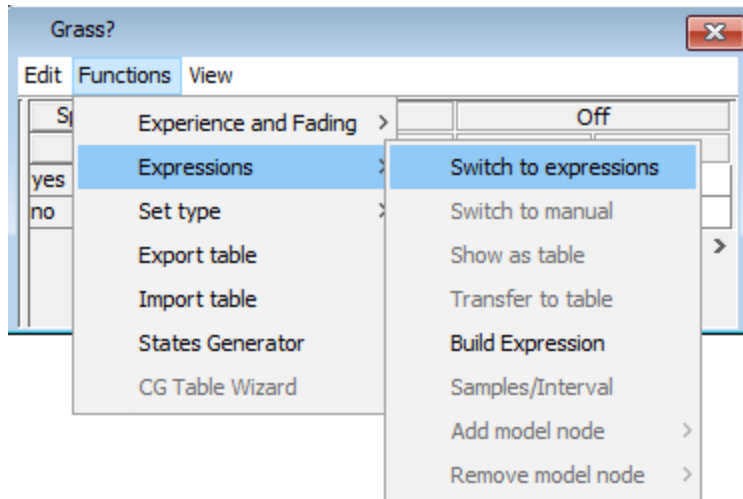 Grass?
Edit Functions View
Off
yes
no
Experience and Fading >
Expressions
Set type
Export table
Import table
States Generator
CG Table Wizard
Switch to expressions
Switch to manual
Show as table
Transfer to table
Build Expression
Samples/Interval
Add model node >
Remove model node >